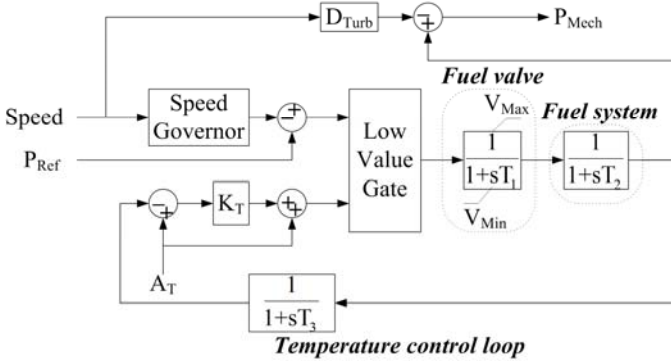 D_Turb
P_Mech
Fuel valve
V_Max
Fuel system
Speed
Speed
Governor
P_Ref
Low
Value
Gate
1
1+sT_1
1
1+sT_2
V_Min
K_T
A_T
1
1+sT_3
Temperature control loop
−
+
−
+
−
+
+
+